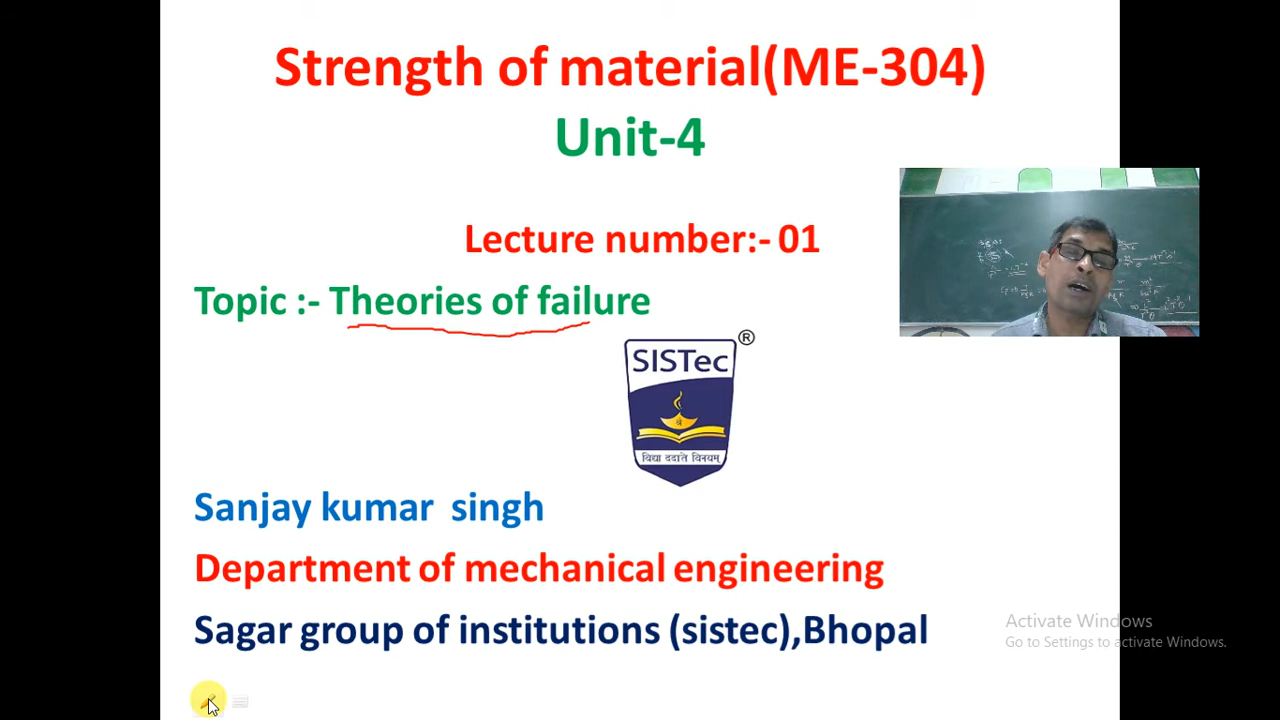 Strength of material(ME-304)
Unit-4
Lecture number:- 01
Topic :- Theories of failure
®
SISTec
विद्या ददाति विनयम्
Sanjay kumar singh
Department of mechanical engineering
Sagar group of institutions (sistec),Bhopal
Activate Windows
Go to Settings to activate Windows.